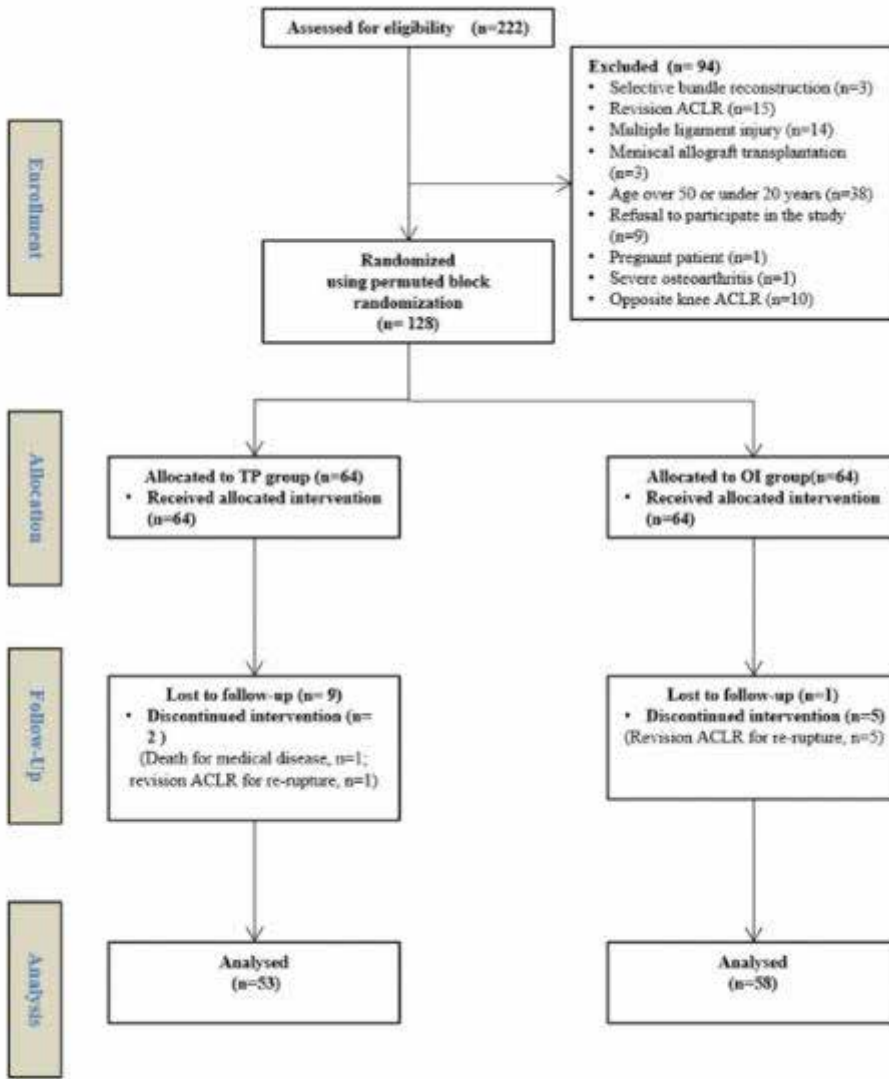 Assessed for eligibility (n=222)
Excluded (n= 94)
• Selective bundle reconstruction (n=3)
• Revision ACLR (n=15)
• Multiple ligament injury (n=14)
• Meniscal allograft transplantation
(n=3)
• Age over 50 or under 20 years (n=38)
• Refusal to participate in the study
(n=9)
• Pregnant patient (n=1)
• Severe osteoarthritis (n=1)
• Opposite knee ACLR (n=10)
Enrollment
Randomized
using permuted block
randomization
(n= 128)
Allocation
Allocated to TP group (n=64)
• Received allocated intervention
(n=64)
Allocated to OI group(n=64)
• Received allocated intervention
(n=64)
Follow-Up
Lost to follow-up (n= 9)
• Discontinued intervention (n=
2 )
(Death for medical disease, n=1;
revision ACLR for re-rupture, n=1)
Lost to follow-up (n=1)
• Discontinued intervention (n=5)
(Revision ACLR for re-rupture, n=5)
Analysis
Analysed
(n=53)
Analysed
(n=58)